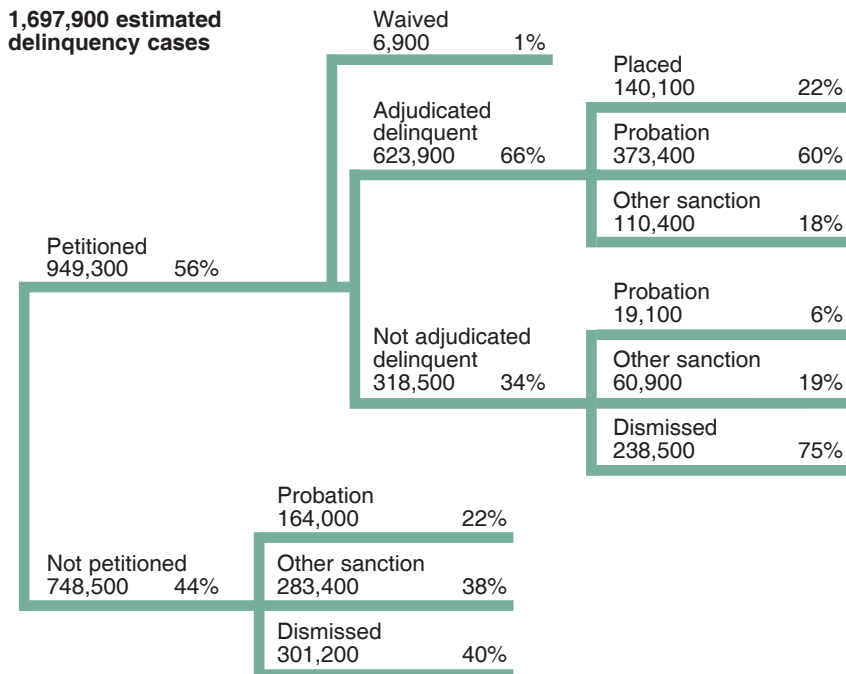 1,697,900 estimated
delinquency cases
Waived
6,900 1%
Adjudicated
delinquent
623,900 66%
Placed
140,100 22%
Probation
373,400 60%
Other sanction
110,400 18%
Petitioned
949,300 56%
Not adjudicated
delinquent
318,500 34%
Probation
19,100 6%
Other sanction
60,900 19%
Dismissed
238,500 75%
Not petitioned
748,500 44%
Probation
164,000 22%
Other sanction
283,400 38%
Dismissed
301,200 40%